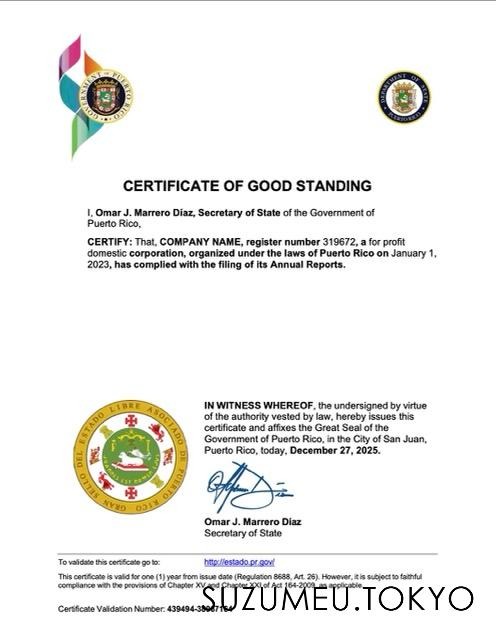 GOVERNMENT OF PUERTO RICO
DEPARTMENT OF STATE
PUERTO RICO
CERTIFICATE OF GOOD STANDING
I, Omar J. Marrero Díaz, Secretary of State of the Government of
Puerto Rico,
CERTIFY: That, COMPANY NAME, register number 319672, a for profit
domestic corporation, organized under the laws of Puerto Rico on January 1,
2023, has complied with the filing of its Annual Reports.
GRAN SELLO DEL ESTADO LIBRE ASOCIADO DE PUERTO RICO
IN WITNESS WHEREOF, the undersigned by virtue
of the authority vested by law, hereby issues this
certificate and affixes the Great Seal of the
Government of Puerto Rico, in the City of San Juan,
Puerto Rico, today, December 27, 2025.
Omar J. Marrero Díaz
Secretary of State
To validate this certificate go to: http://estado.pr.gov/
This certificate is valid for one (1) year from issue date (Regulation 8688, Art. 26). However, it is subject to faithful
compliance with the provisions of Chapter XV and Chapter XXI of Act 164-2009, as applicable.
SUZUMEU.TOKYO
Certificate Validation Number: